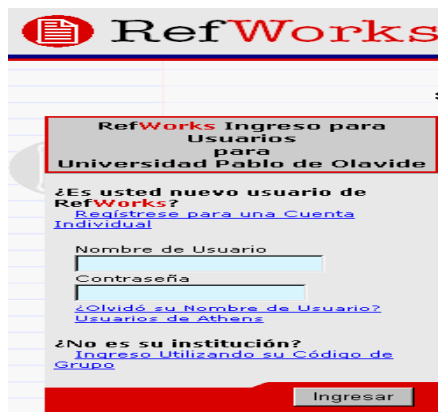 RefWorks
RefWorks Ingreso para
Usuarios
para
Universidad Pablo de Olavide
¿Es usted nuevo usuario de
RefWorks?
Regístrese para una Cuenta
Individual
Nombre de Usuario
Contraseña
¿Olvidó su Nombre de Usuario?
Usuarios de Athens
¿No es su institución?
Ingreso Utilizando su Código de
Grupo
Ingresar